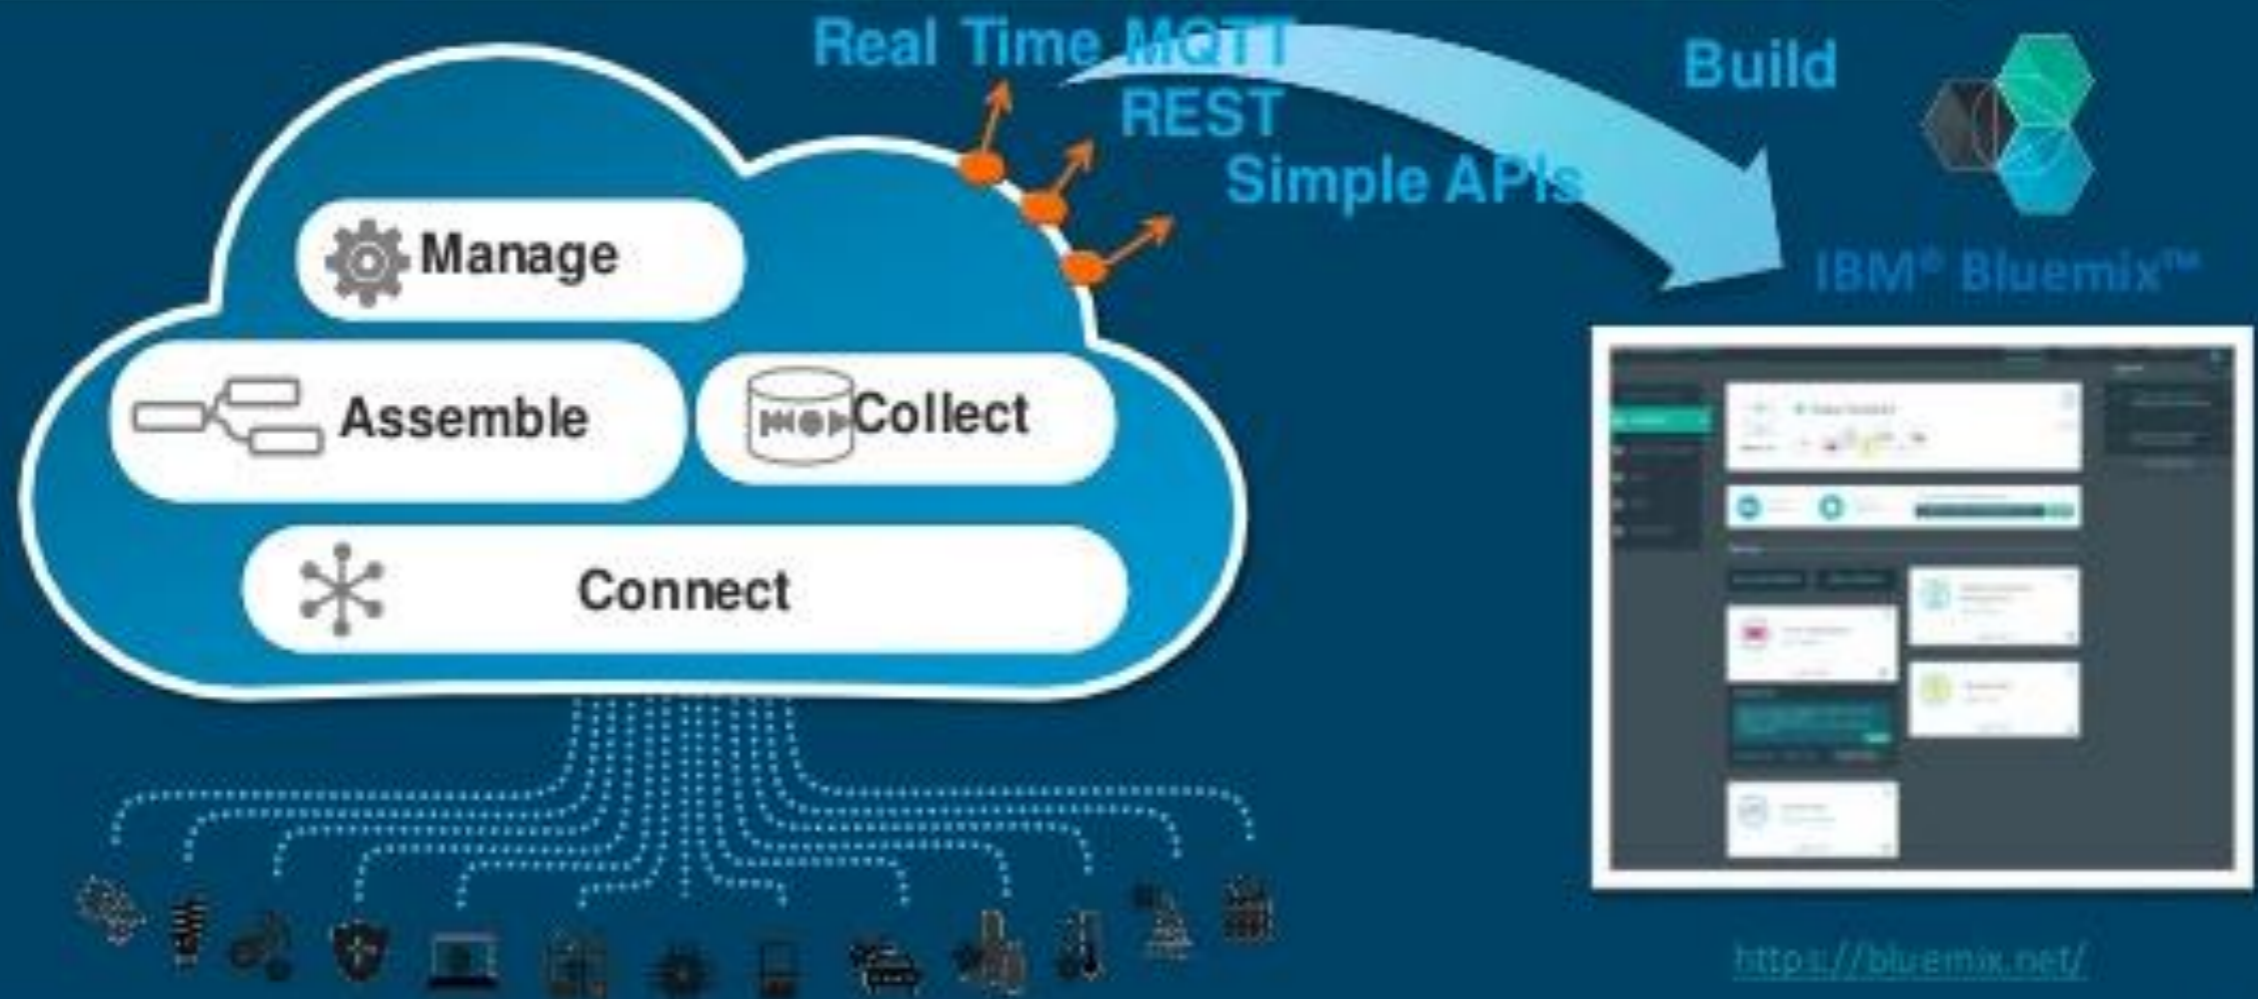 Real Time MQTT
REST
Simple APIs
Build
IBM® Bluemix™
Manage
Assemble
Collect
Connect
https://bluemix.net/